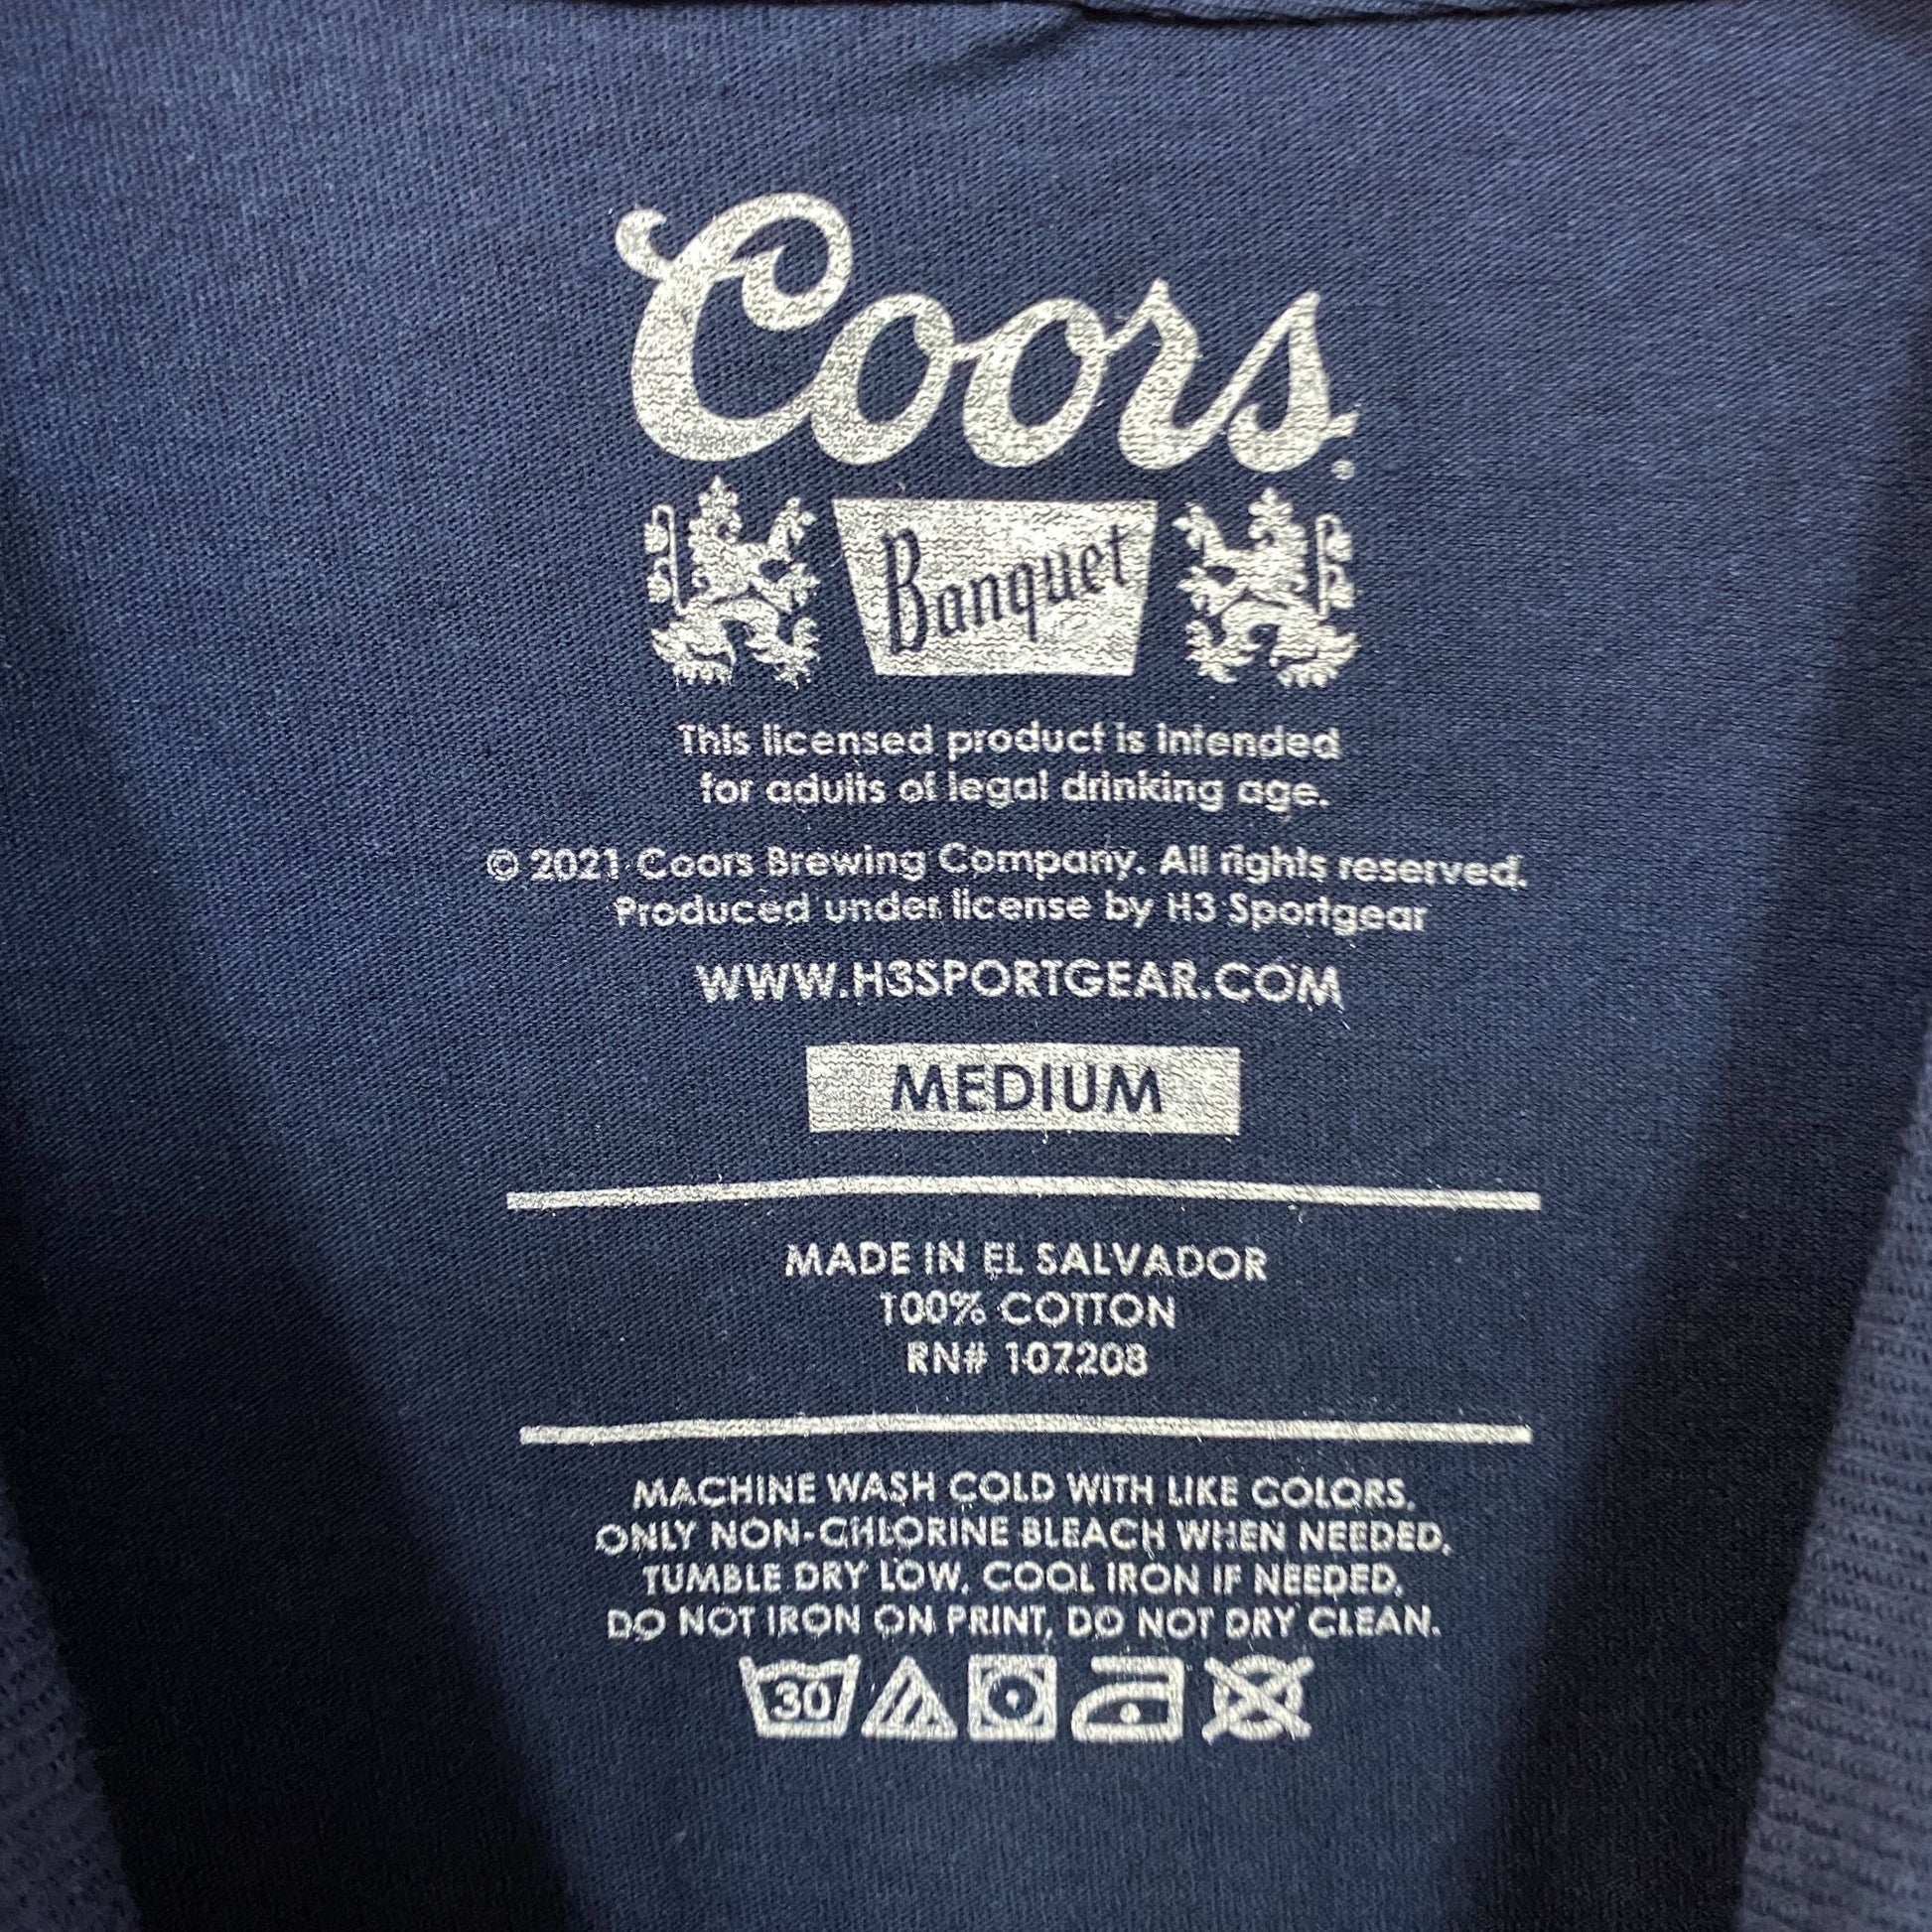 Coors®
Banquet
This licensed product is intended
for adults of legal drinking age.
© 2021 Coors Brewing Company. All rights reserved.
Produced under license by H3 Sportgear
WWW.H3SPORTGEAR.COM
MEDIUM
MADE IN EL SALVADOR
100% COTTON
RN# 107208
MACHINE WASH COLD WITH LIKE COLORS,
ONLY NON-CHLORINE BLEACH WHEN NEEDED,
TUMBLE DRY LOW, COOL IRON IF NEEDED,
DO NOT IRON ON PRINT, DO NOT DRY CLEAN.
30